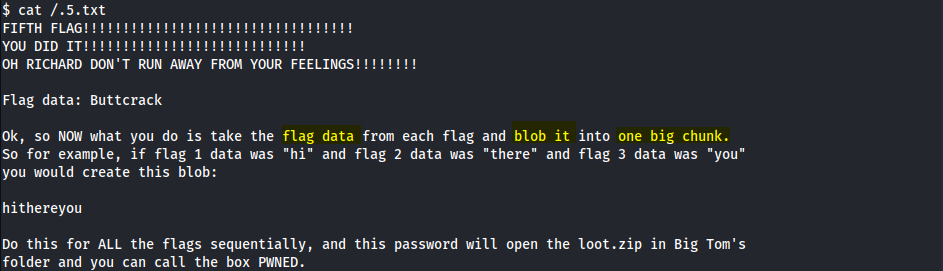 $ cat /.5.txt
FIFTH FLAG!!!!!!!!!!!!!!!!!!!!!!!!!!!!!!!!!!
YOU DID IT!!!!!!!!!!!!!!!!!!!!!!!!!!!!
OH RICHARD DON'T RUN AWAY FROM YOUR FEELINGS!!!!!!!!
Flag data: Buttcrack
Ok, so NOW what you do is take the flag data from each flag and blob it into one big chunk.
So for example, if flag 1 data was "hi" and flag 2 data was "there" and flag 3 data was "you"
you would create this blob:
hithereyou
Do this for ALL the flags sequentially, and this password will open the loot.zip in Big Tom's
folder and you can call the box PWNED.